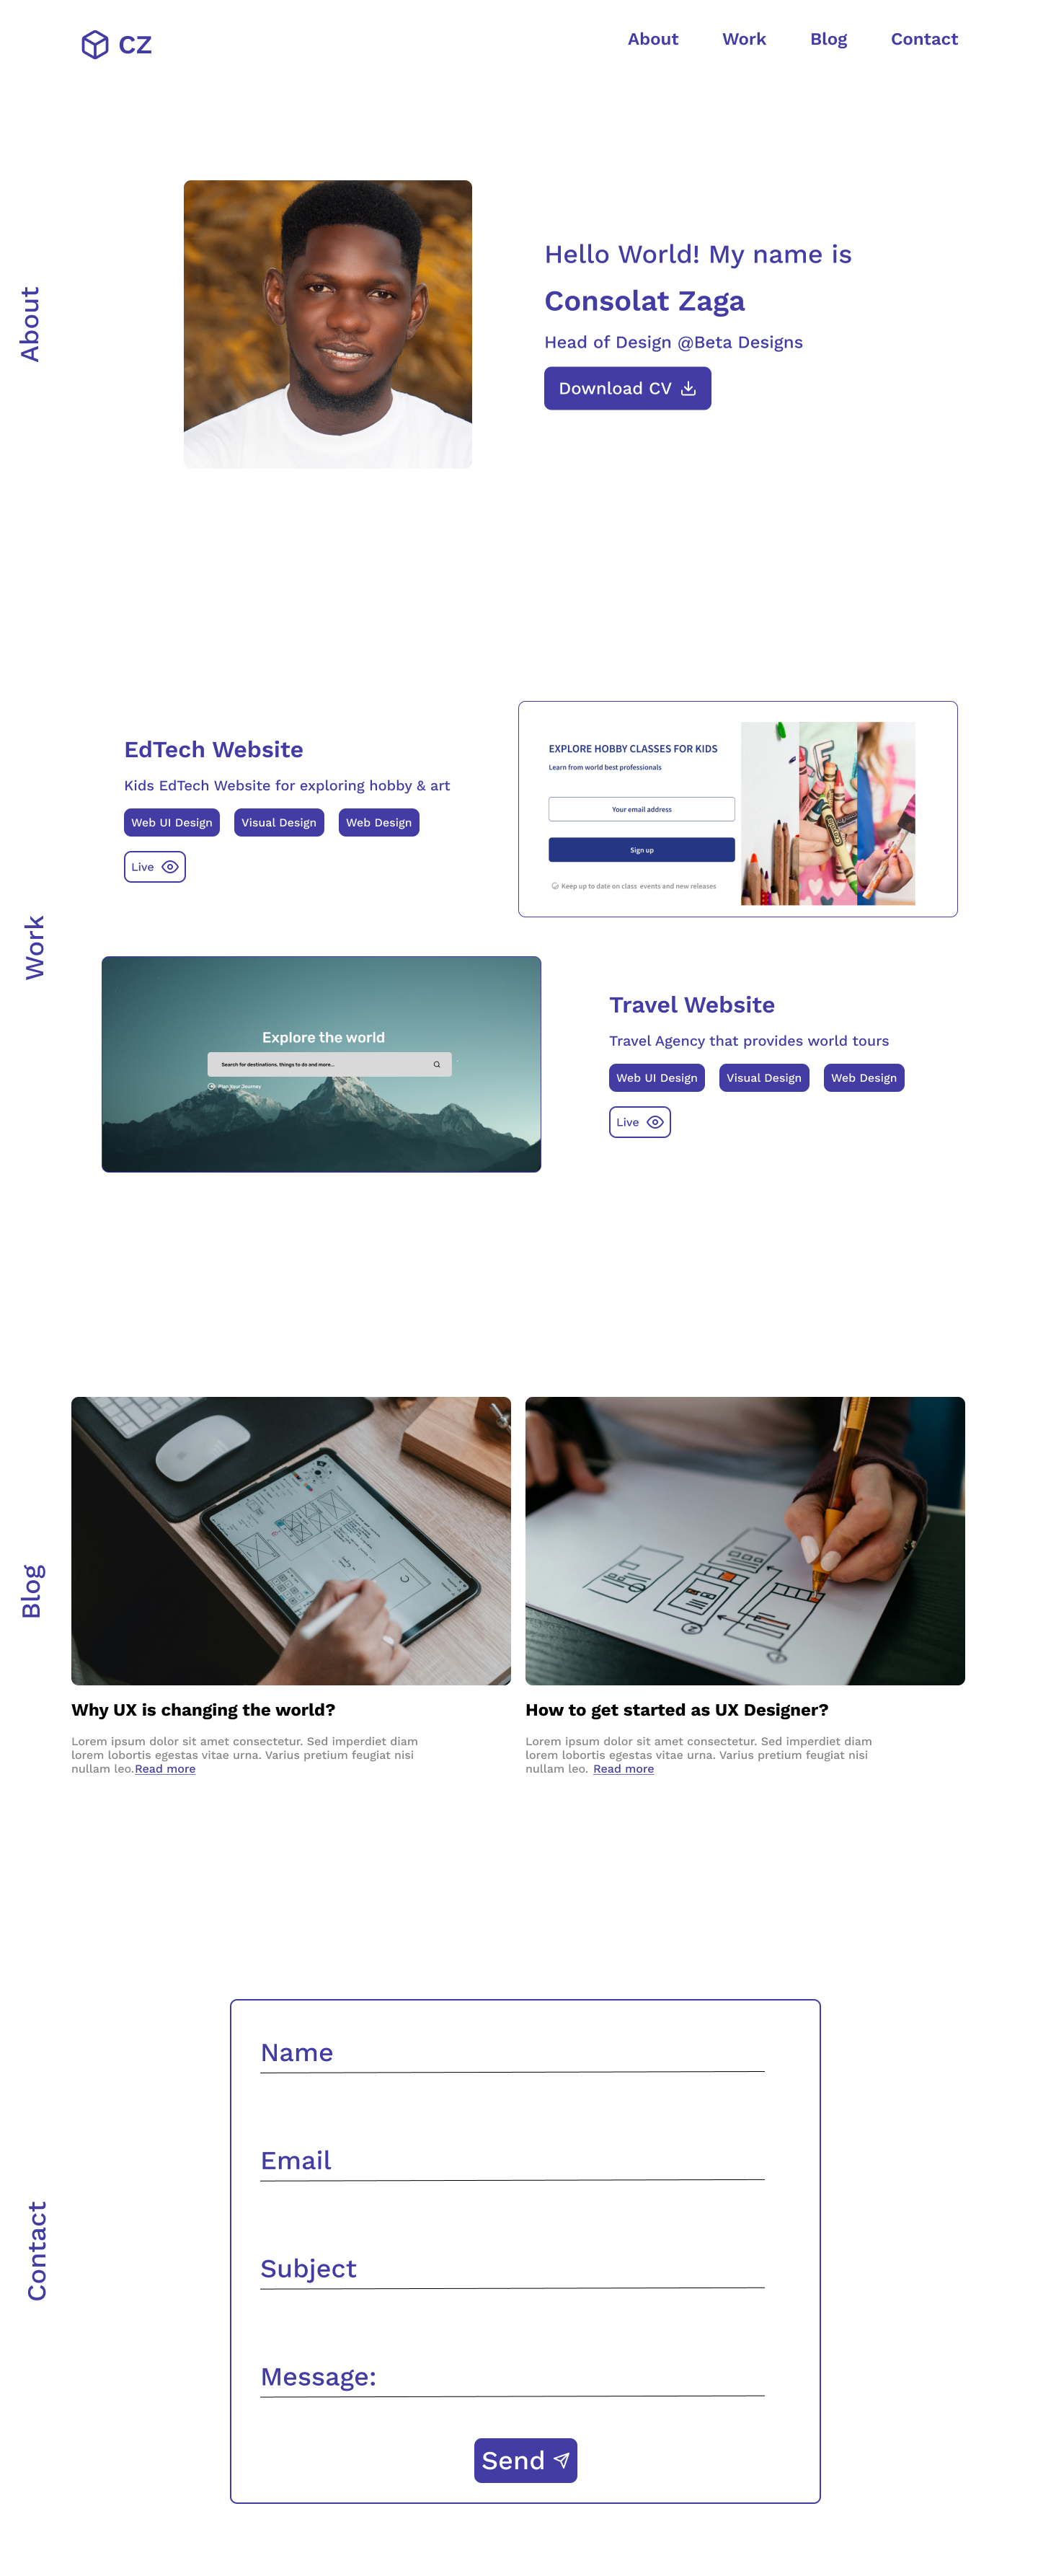 CZ
About
Work
Blog
Contact
About
Hello World! My name is
Consolat Zaga
Head of Design @Beta Designs
Download CV
Work
EdTech Website
Kids EdTech Website for exploring hobby & art
Web UI Design
Visual Design
Web Design
Live
EXPLORE HOBBY CLASSES FOR KIDS
Learn from world best professionals
Your email address
Sign up
Keep up to date on class events and new releases
Explore the world
Search for destinations, things to do and more...
Plan Your Journey
Travel Website
Travel Agency that provides world tours
Web UI Design
Visual Design
Web Design
Live
Blog
Why UX is changing the world?
Lorem ipsum dolor sit amet consectetur. Sed imperdiet diam
lorem lobortis egestas vitae urna. Varius pretium feugiat nisi
nullam leo.Read more
How to get started as UX Designer?
Lorem ipsum dolor sit amet consectetur. Sed imperdiet diam
lorem lobortis egestas vitae urna. Varius pretium feugiat nisi
nullam leo. Read more
Contact
Name
Email
Subject
Message:
Send